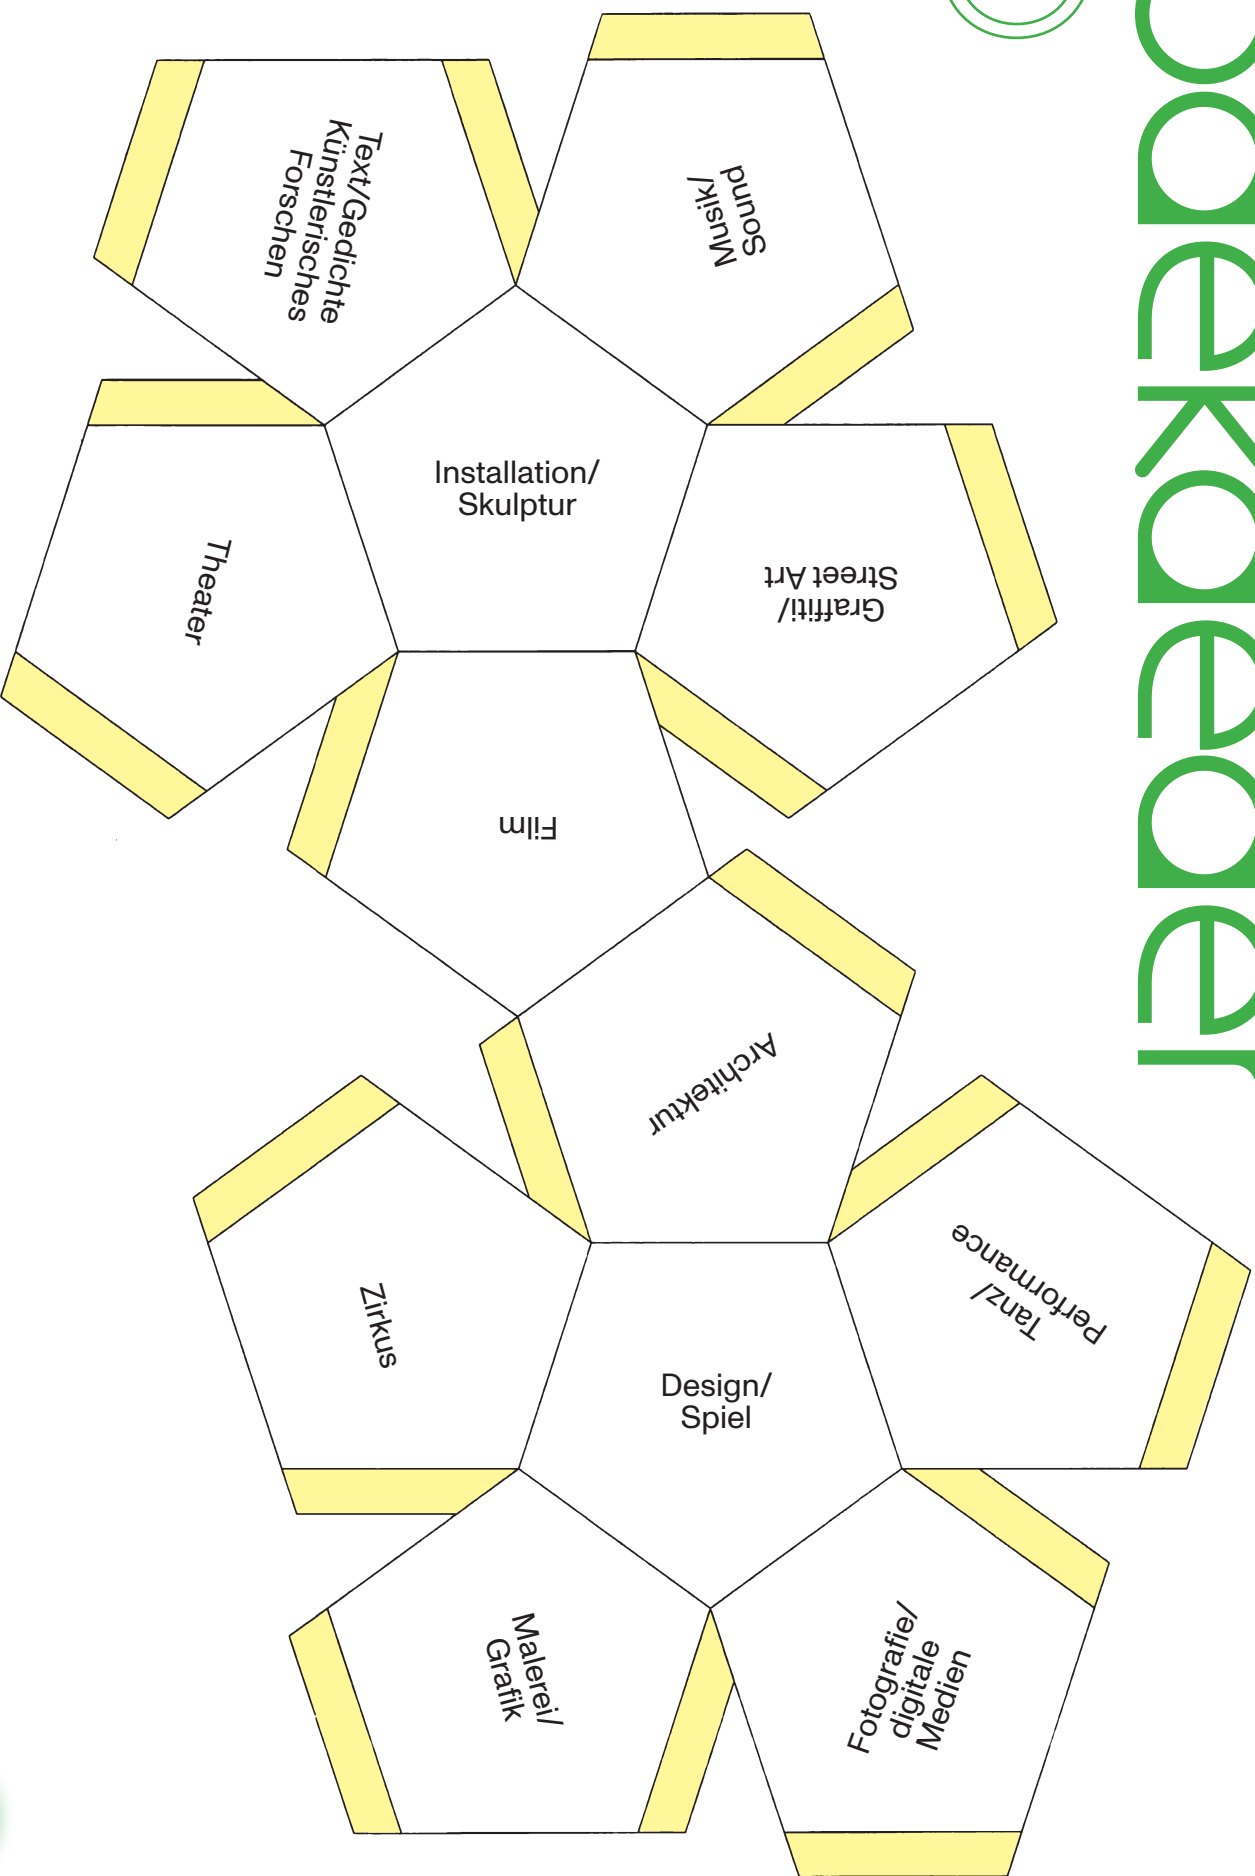 Text/Gedichte
Künstlerisches
Forschen
Musik/
Sound
Installation/
Skulptur
Theater
Graffiti/
Street Art
Film
Architektur
Zirkus
Tanz/
Performance
Design/
Spiel
Malerei/
Grafik
Fotografie/
digitale
Medien
odekaeder